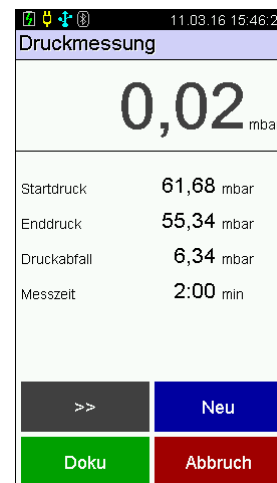 11.03.16 15:46:2
Druckmessung
0,02 mba
Startdruck 61,68 mbar
Enddruck 55,34 mbar
Druckabfall 6,34 mbar
Messzeit 2:00 min
>> Neu
Doku Abbruch